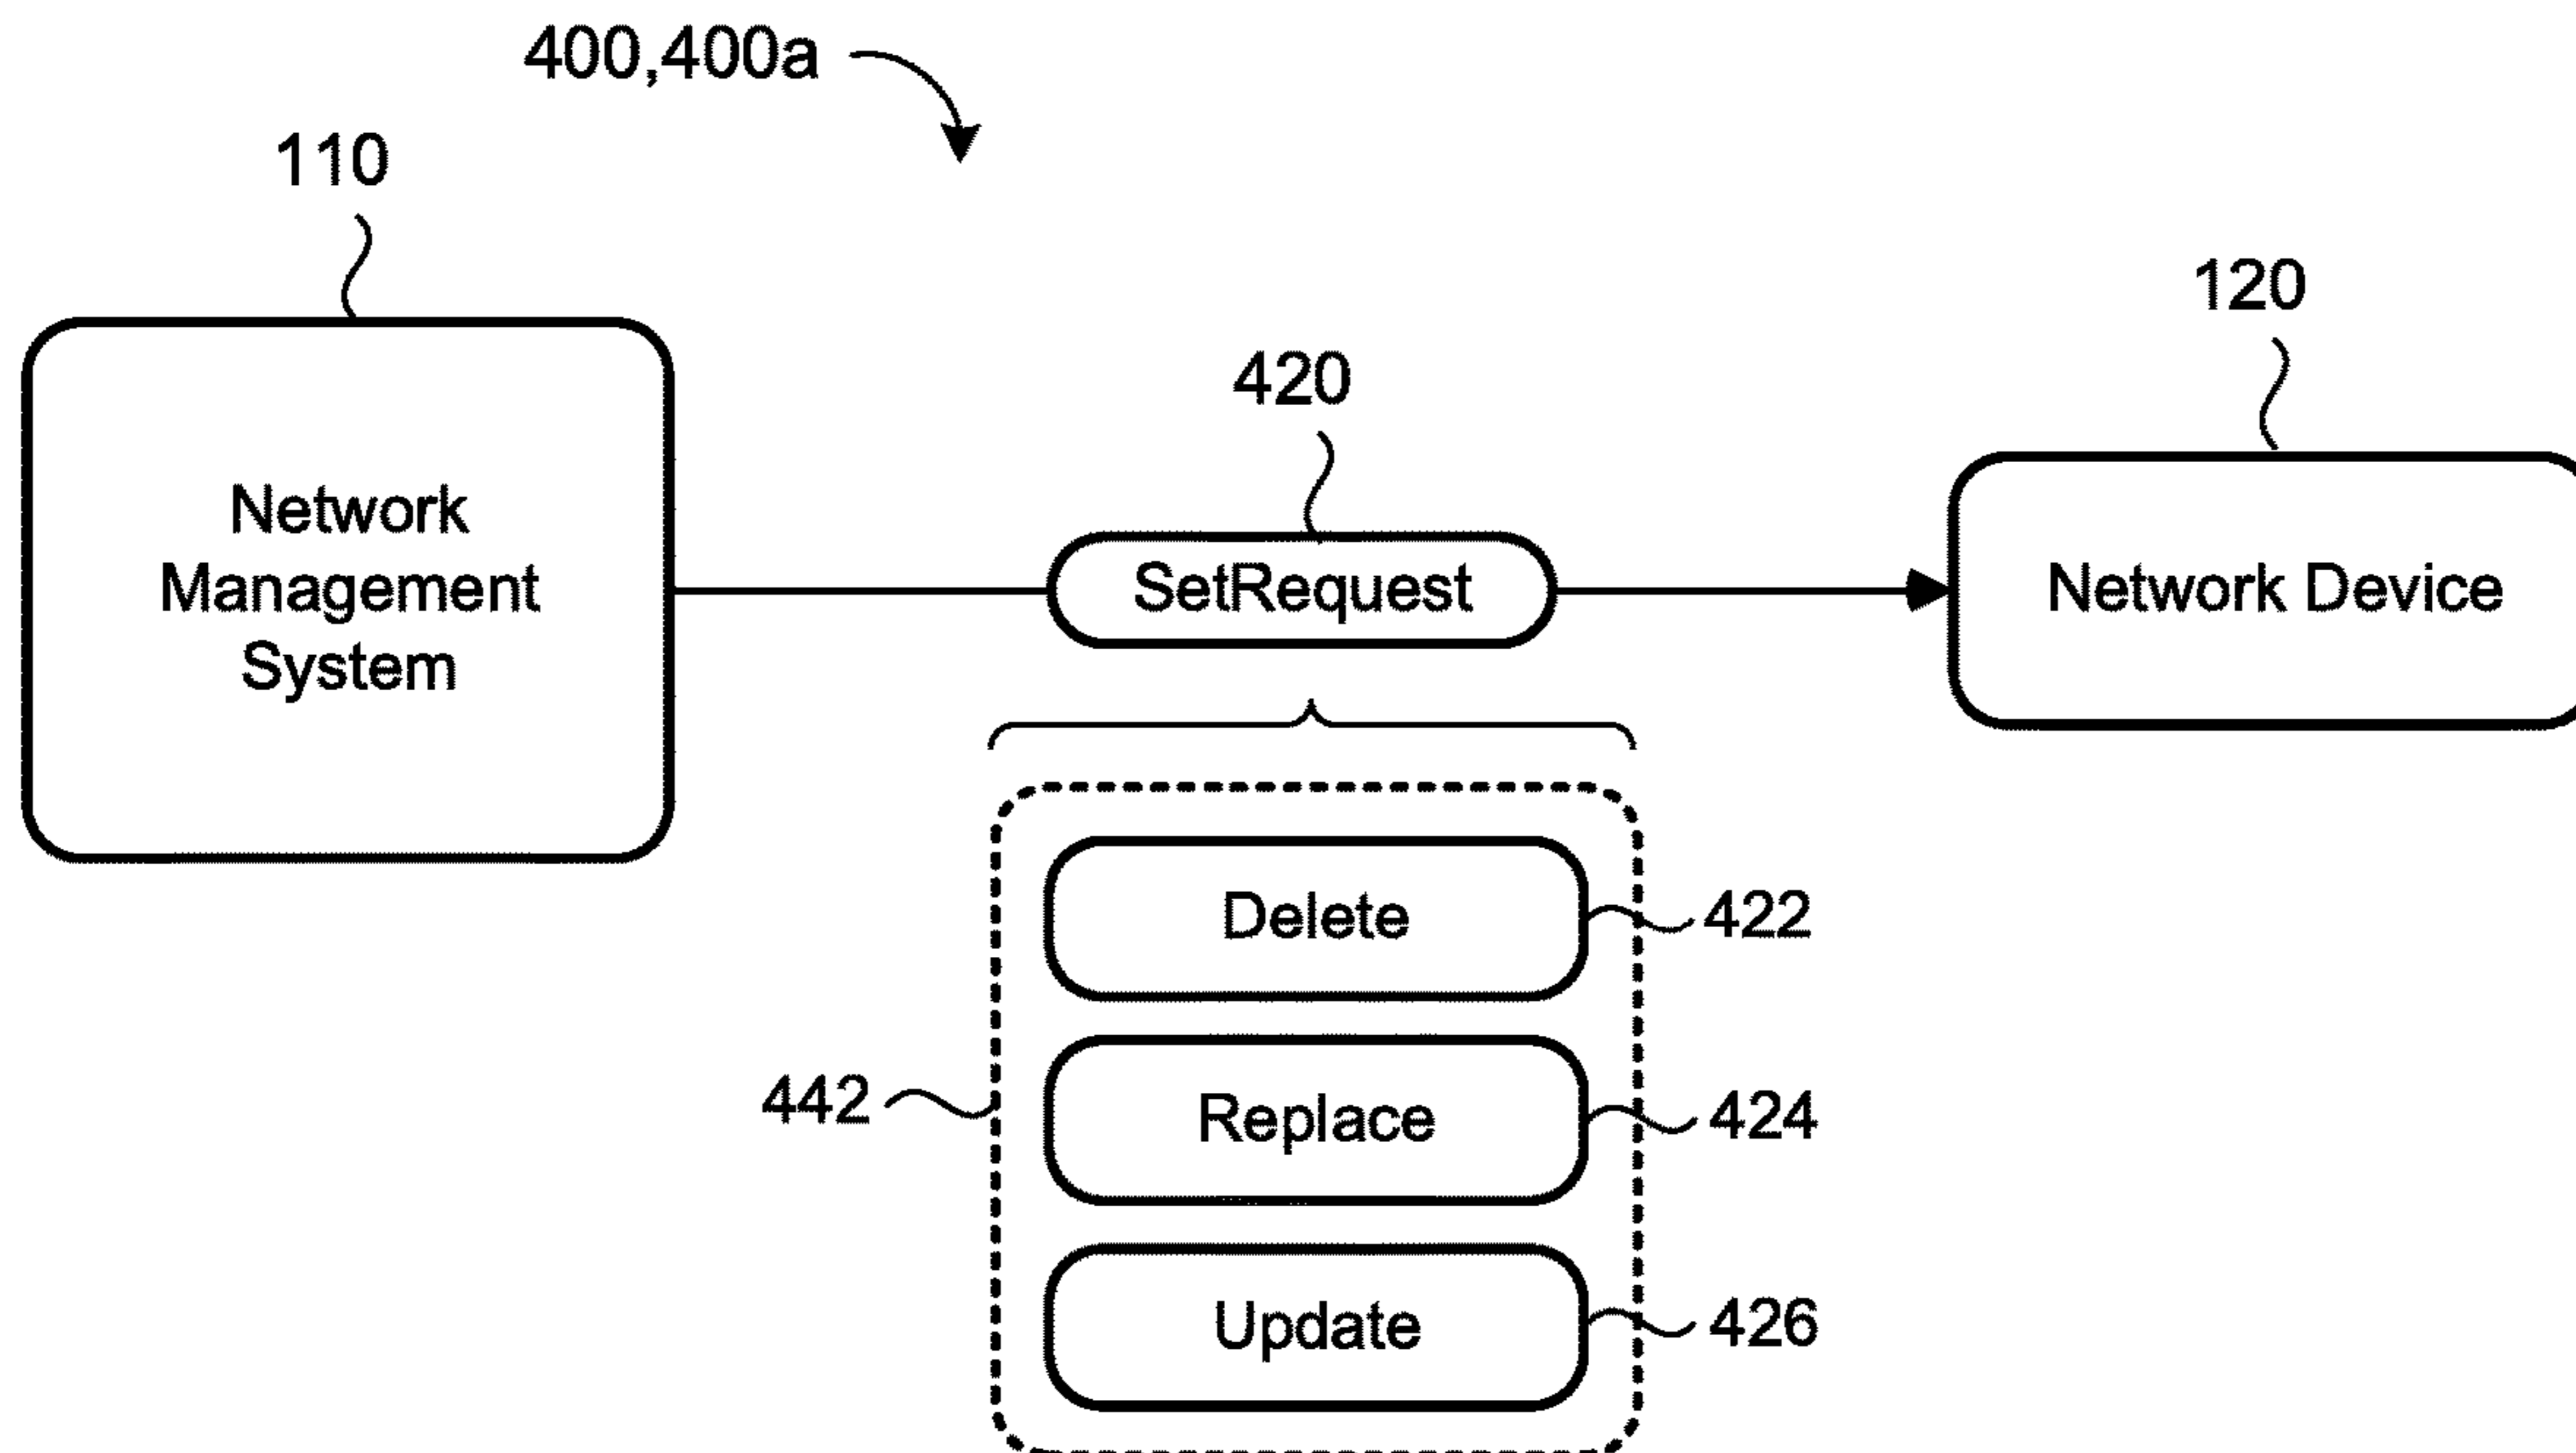 400,400a
110
120
420
Network
Management
System
SetRequest
Network Device
Delete
422
442
Replace
424
Update
426